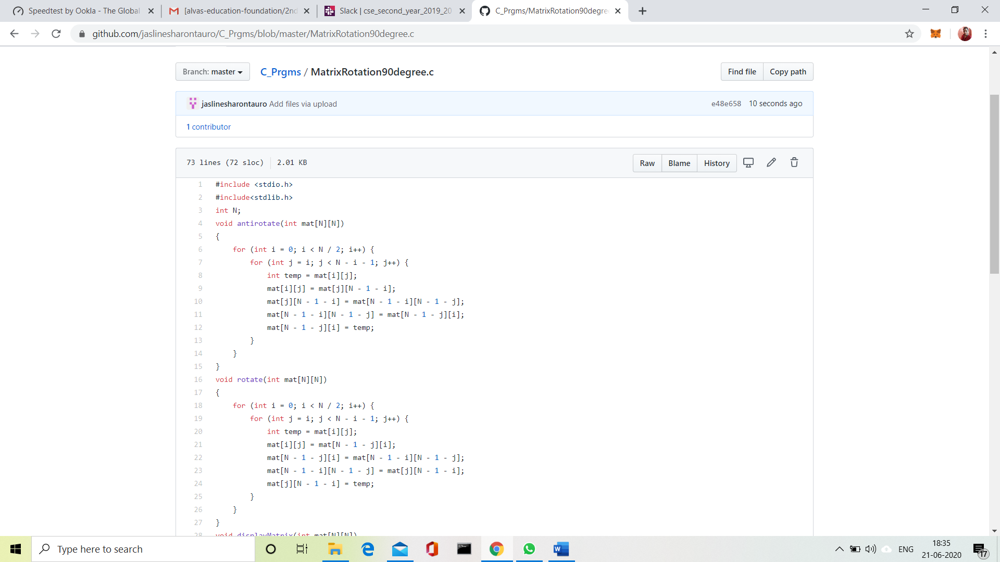 Speedtest by Ookla - The Global
[alvas-education-foundation/2nd
Slack | cse_second_year_2019_20
C_Prgms/MatrixRotation90degree
github.com/jaslinesharontauro/C_Prgms/blob/master/MatrixRotation90degree.c
Branch: master
C_Prgms / MatrixRotation90degree.c
Find file
Copy path
jaslinesharontauro Add files via upload
e48e658 10 seconds ago
1 contributor
73 lines (72 sloc) 2.01 KB
Raw
Blame
History
1 #include <stdio.h>
2 #include<stdlib.h>
3 int N;
4 void antirotate(int mat[N][N])
5 {
6     for (int i = 0; i < N / 2; i++) {
7         for (int j = i; j < N - i - 1; j++) {
8             int temp = mat[i][j];
9             mat[i][j] = mat[j][N - 1 - i];
10             mat[j][N - 1 - i] = mat[N - 1 - i][N - 1 - j];
11             mat[N - 1 - i][N - 1 - j] = mat[N - 1 - j][i];
12             mat[N - 1 - j][i] = temp;
13         }
14     }
15 }
16 void rotate(int mat[N][N])
17 {
18     for (int i = 0; i < N / 2; i++) {
19         for (int j = i; j < N - i - 1; j++) {
20             int temp = mat[i][j];
21             mat[i][j] = mat[N - 1 - j][i];
22             mat[N - 1 - j][i] = mat[N - 1 - i][N - 1 - j];
23             mat[N - 1 - i][N - 1 - j] = mat[j][N - 1 - i];
24             mat[j][N - 1 - i] = temp;
25         }
26     }
27 }
28 void displayMatrix(int mat[N][N])
Type here to search
ENG
18:35
21-06-2020
17